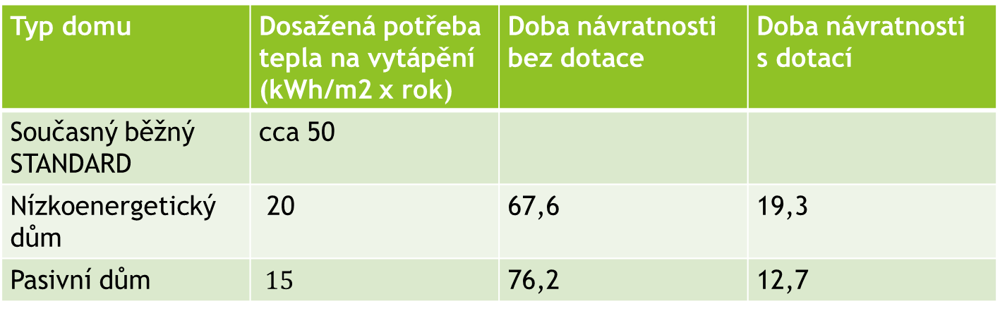 Typ domu
Dosažená potřeba
tepla na vytápění
(kWh/m2 x rok)
Doba návratnosti
bez dotace
Doba návratnosti
s dotací
Současný běžný
STANDARD
cca 50
Nízkoenergetický
dům
20
67,6
19,3
Pasivní dům
15
76,2
12,7